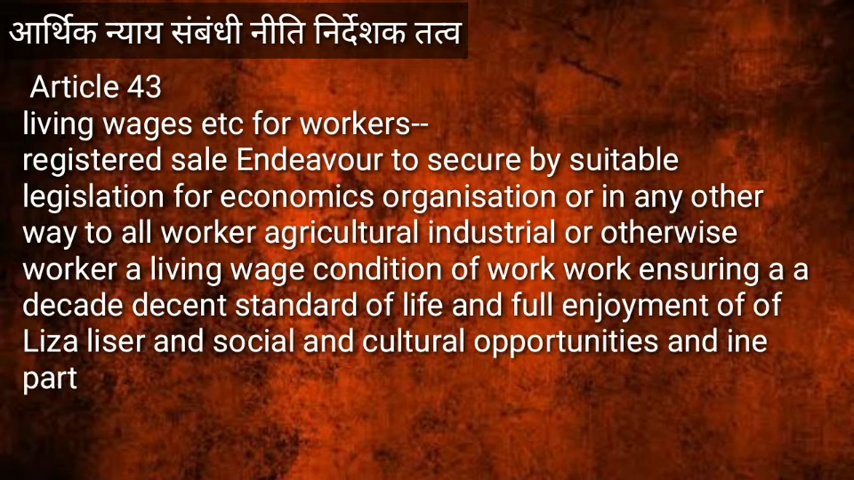 आर्थिक न्याय संबंधी नीति निर्देशक तत्व
Article 43
living wages etc for workers--
registered sale Endeavour to secure by suitable
legislation for economics organisation or in any other
way to all worker agricultural industrial or otherwise
worker a living wage condition of work work ensuring a a
decade decent standard of life and full enjoyment of of
Liza liser and social and cultural opportunities and ine
part